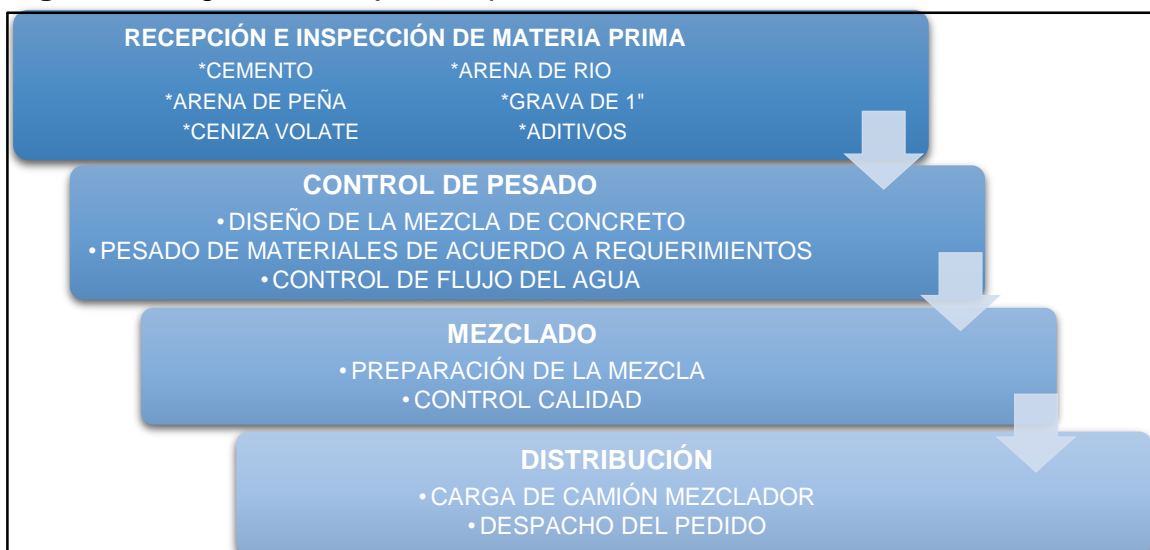 RECEPCIÓN E INSPECCIÓN DE MATERIA PRIMA
*CEMENTO *ARENA DE RIO
*ARENA DE PEÑA *GRAVA DE 1"
*CENIZA VOLATE *ADITIVOS
CONTROL DE PESADO
•DISEÑO DE LA MEZCLA DE CONCRETO
•PESADO DE MATERIALES DE ACUERDO A REQUERIMIENTOS
•CONTROL DE FLUJO DEL AGUA
MEZCLADO
•PREPARACIÓN DE LA MEZCLA
•CONTROL CALIDAD
DISTRIBUCIÓN
•CARGA DE CAMIÓN MEZCLADOR
•DESPACHO DEL PEDIDO